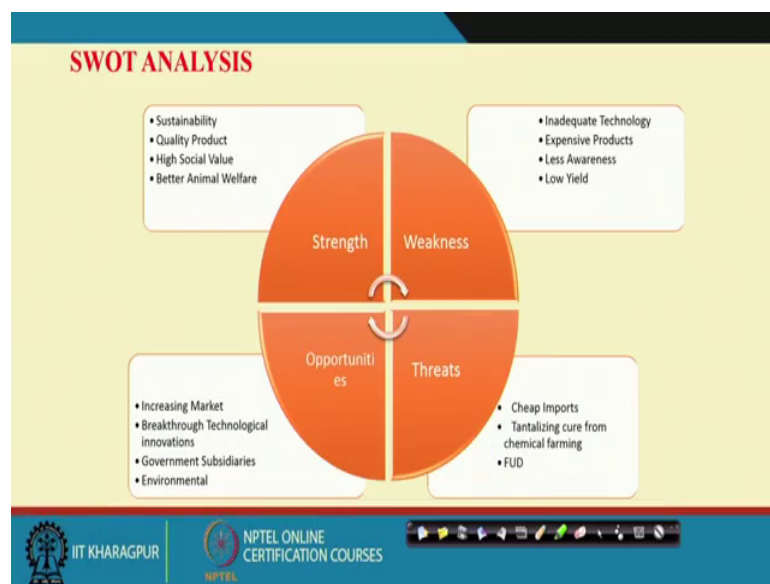 SWOT ANALYSIS
• Sustainability
• Quality Product
• High Social Value
• Better Animal Welfare
• Inadequate Technology
• Expensive Products
• Less Awareness
• Low Yield
Strength
Weakness
Opportuniti
es
Threats
• Increasing Market
• Breakthrough Technological
innovations
• Government Subsidiaries
• Environmental
• Cheap Imports
• Tantalizing cure from
chemical farming
• FUD
IIT KHARAGPUR
NPTEL
NPTEL ONLINE
CERTIFICATION COURSES